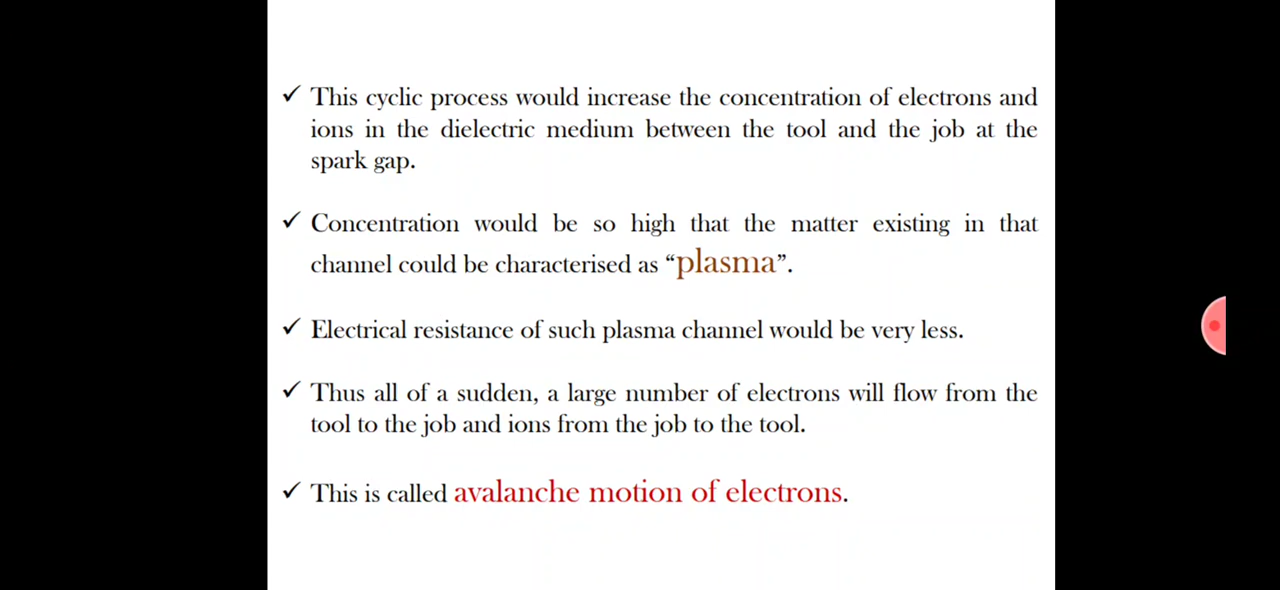 ✓ This cyclic process would increase the concentration of electrons and
ions in the dielectric medium between the tool and the job at the
spark gap.
✓ Concentration would be so high that the matter existing in that
channel could be characterised as “plasma”.
✓ Electrical resistance of such plasma channel would be very less.
✓ Thus all of a sudden, a large number of electrons will flow from the
tool to the job and ions from the job to the tool.
✓ This is called avalanche motion of electrons.